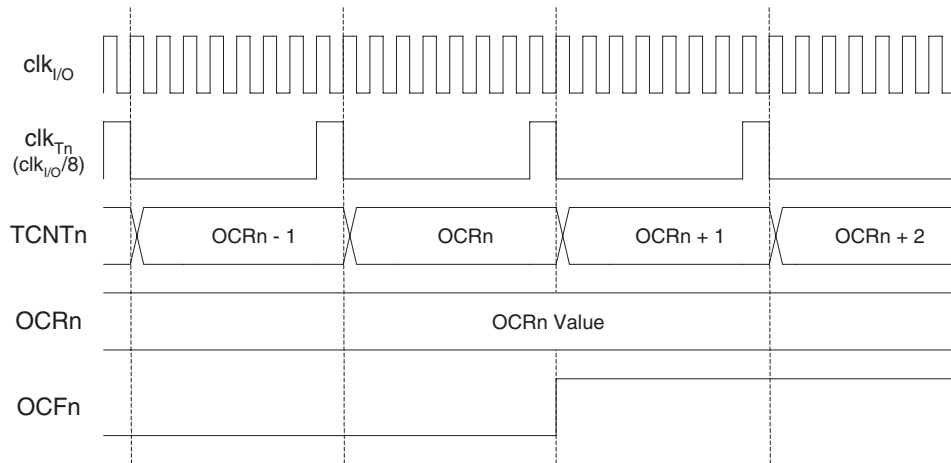 clkI/O
clkTn
(clkI/O/8)
TCNTn
OCRn - 1
OCRn
OCRn + 1
OCRn + 2
OCRn
OCRn Value
OCFn